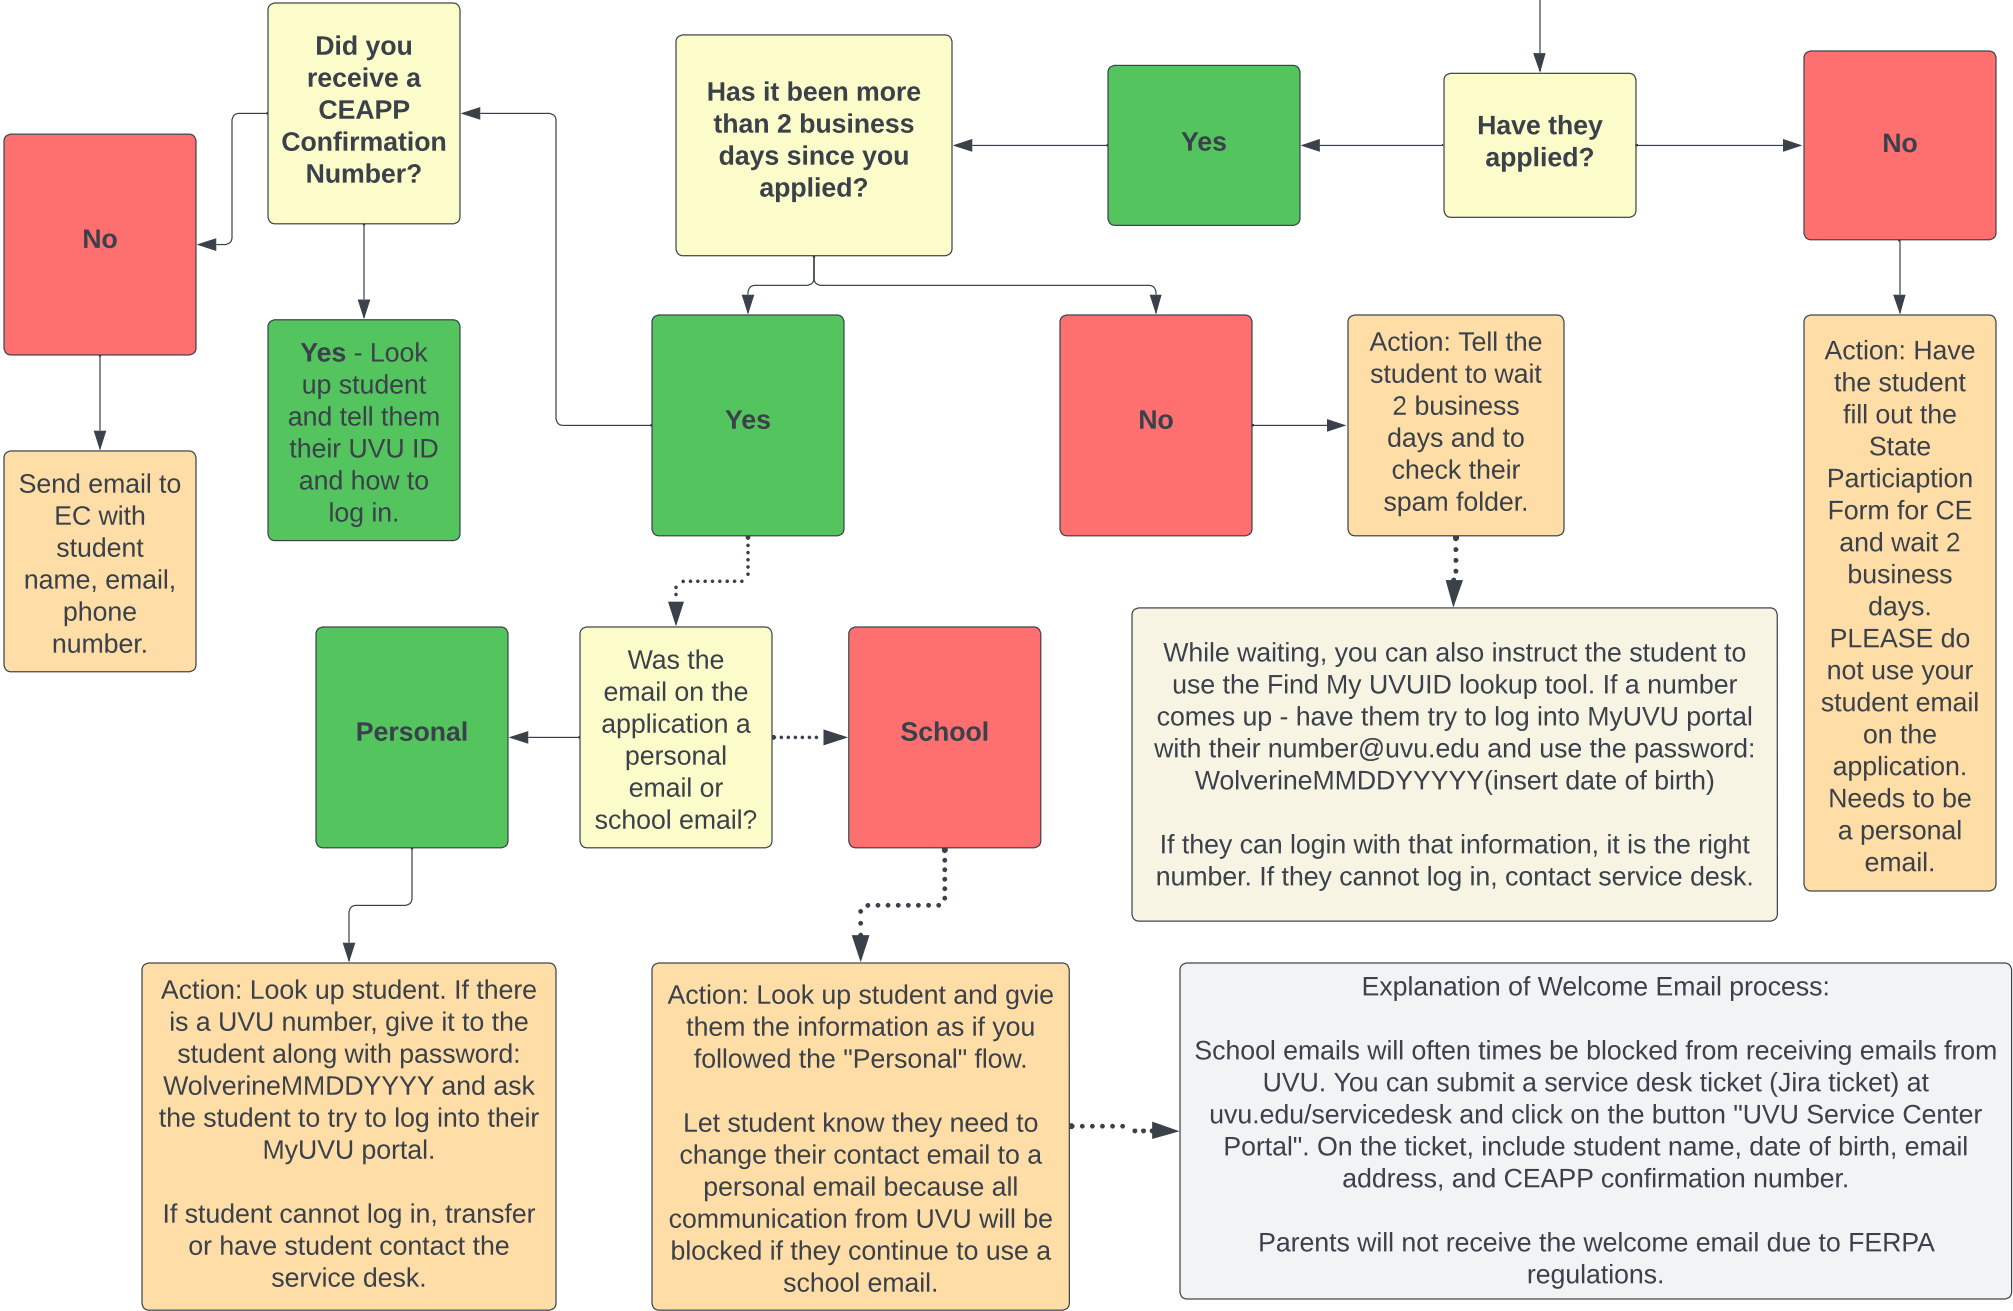 Did you
receive a
CEAPP
Confirmation
Number?
Has it been more
than 2 business
days since you
applied?
Yes
Have they
applied?
No
No
Yes - Look
up student
and tell them
their UVU ID
and how to
log in.
Yes
No
Action: Tell the
student to wait
2 business
days and to
check their
spam folder.
Action: Have
the student
fill out the
State
Particiaption
Form for CE
and wait 2
business
days.
PLEASE do
not use your
student email
on the
application.
Needs to be
a personal
email.
Send email to
EC with
student
name, email,
phone
number.
Personal
Was the
email on the
application a
personal
email or
school email?
School
While waiting, you can also instruct the student to
use the Find My UVUID lookup tool. If a number
comes up - have them try to log into MyUVU portal
with their number@uvu.edu and use the password:
WolverineMMDDYYYYY(insert date of birth)
If they can login with that information, it is the right
number. If they cannot log in, contact service desk.
Action: Look up student. If there
is a UVU number, give it to the
student along with password:
WolverineMMDDYYYY and ask
the student to try to log into their
MyUVU portal.
If student cannot log in, transfer
or have student contact the
service desk.
Action: Look up student and gvie
them the information as if you
followed the "Personal" flow.
Let student know they need to
change their contact email to a
personal email because all
communication from UVU will be
blocked if they continue to use a
school email.
Explanation of Welcome Email process:
School emails will often times be blocked from receiving emails from
UVU. You can submit a service desk ticket (Jira ticket) at
uvu.edu/servicedesk and click on the button "UVU Service Center
Portal". On the ticket, include student name, date of birth, email
address, and CEAPP confirmation number.
Parents will not receive the welcome email due to FERPA
regulations.